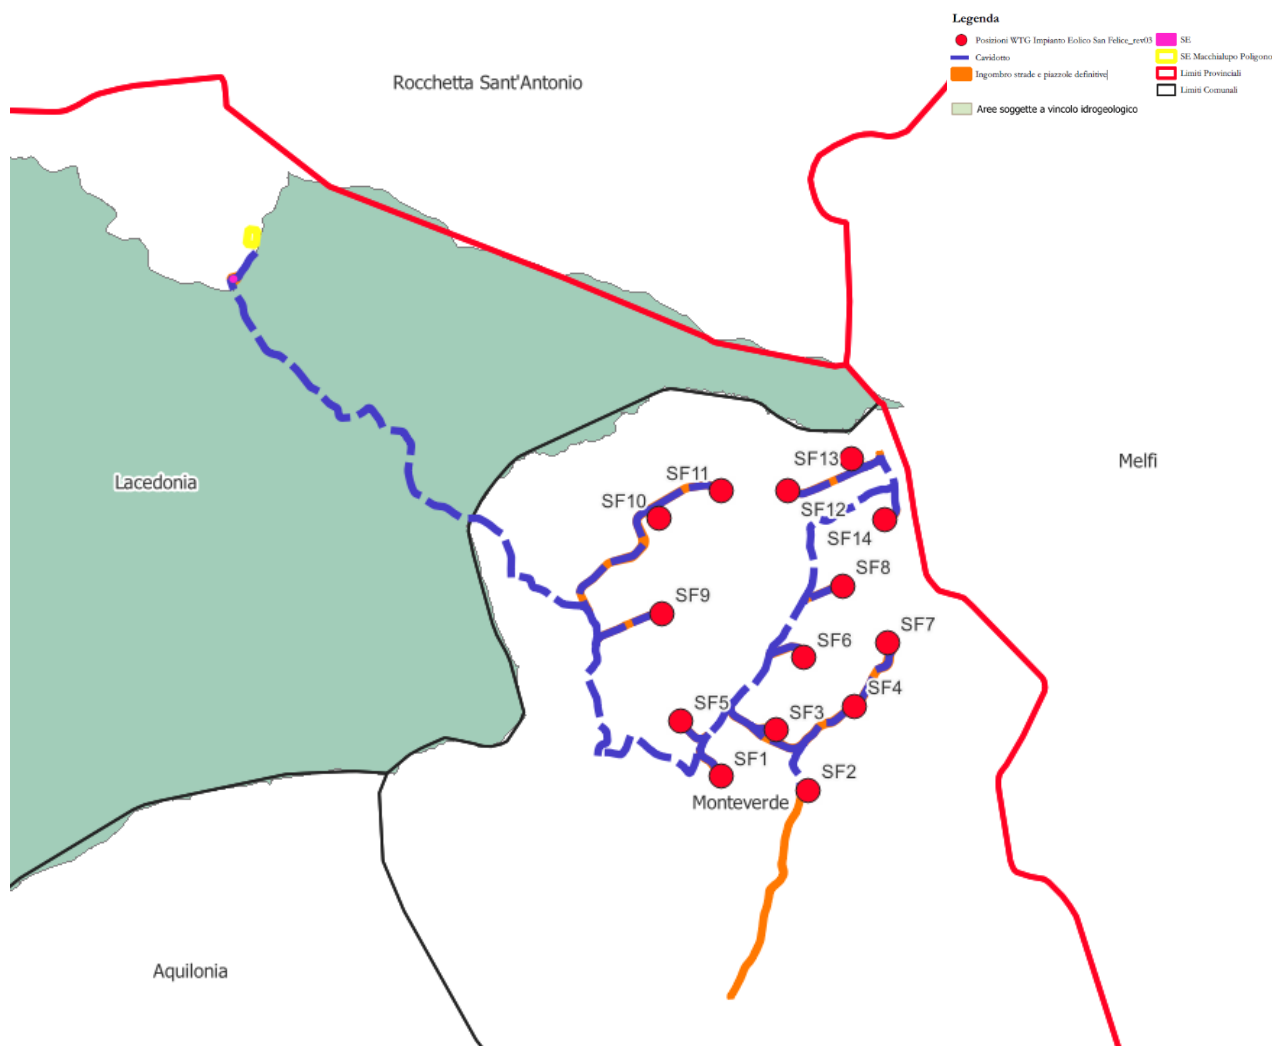 Legenda
Posizioni WTG Impianto Eolico San Felice_rev03
Cavidotto
Ingombro strade e piazzole definitive
Aree soggette a vincolo idrogeologico
SE
SE Macchialupo Poligono
Limiti Provinciali
Limiti Comunali
Rocchetta Sant'Antonio
Lacedonia
Melfi
SF13
SF11
SF10
SF12
SF14
SF8
SF9
SF7
SF6
SF4
SF5
SF3
SF1
SF2
Monteverde
Aquilonia